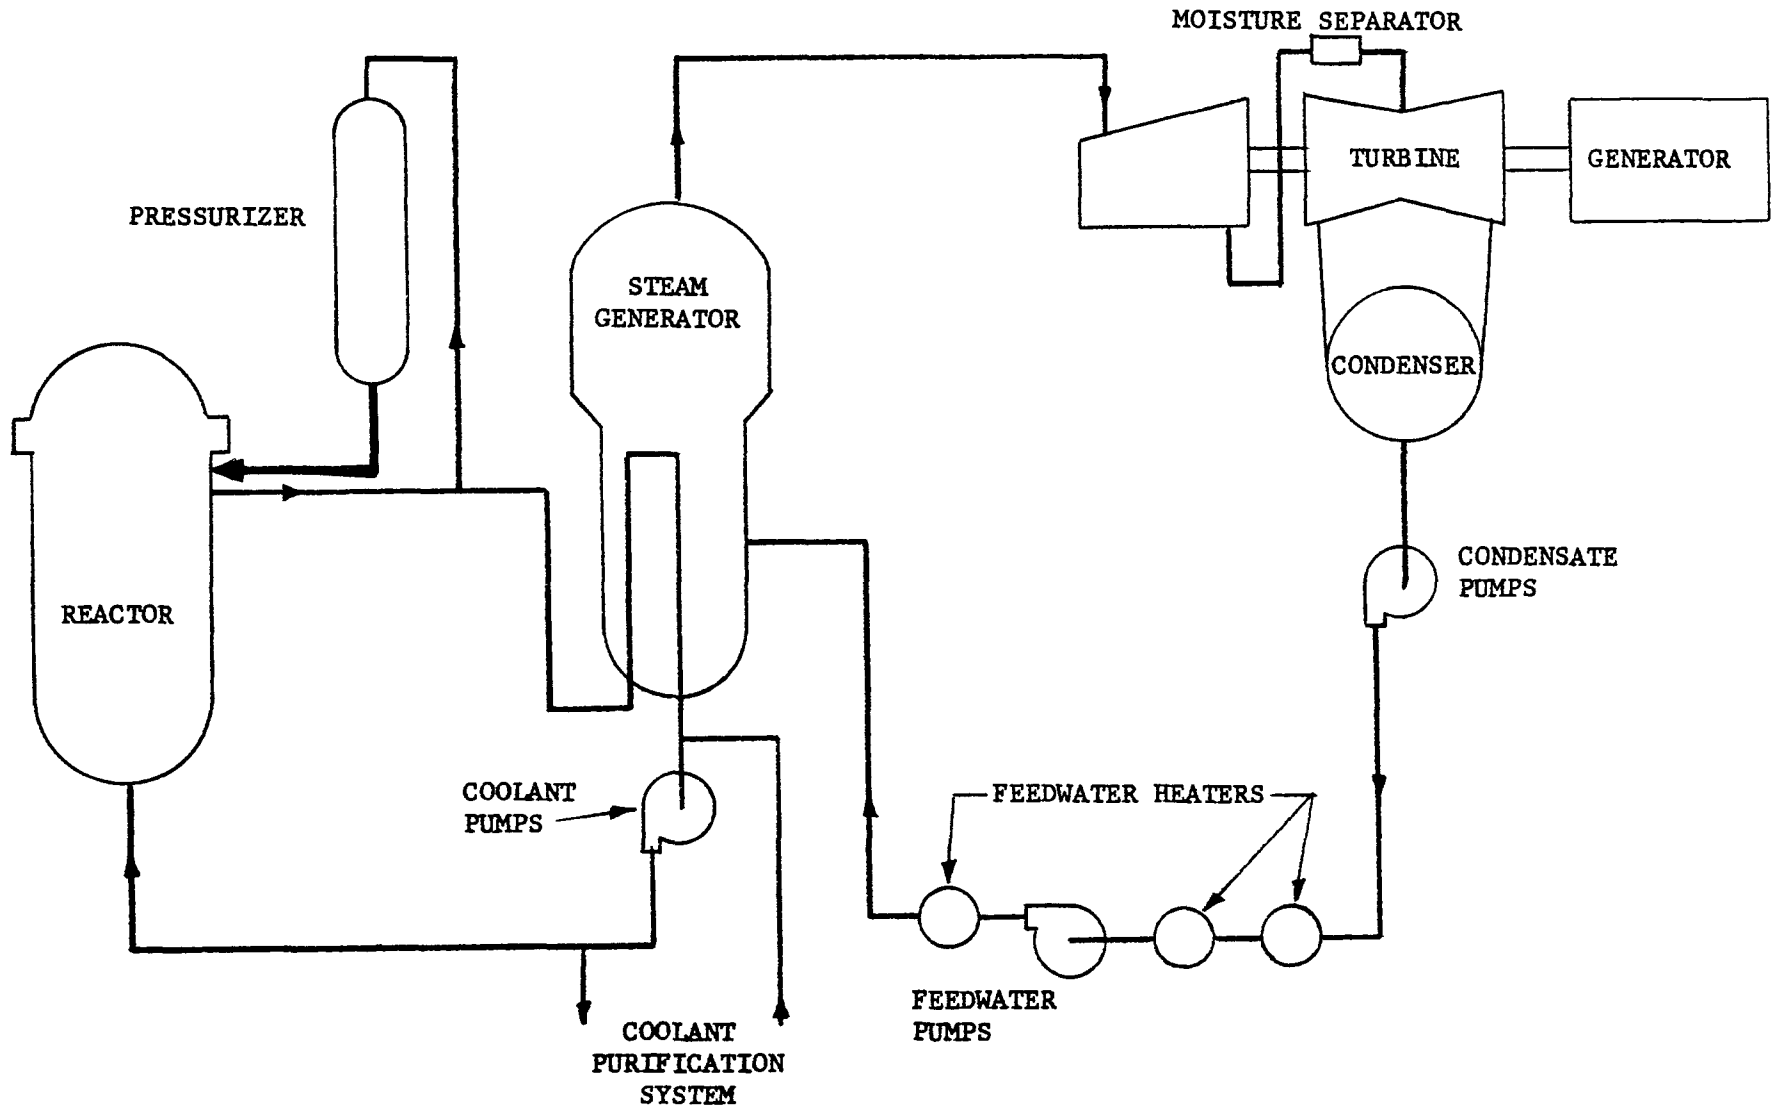 MOISTURE SEPARATOR
TURBINE
GENERATOR
PRESSURIZER
STEAM
GENERATOR
CONDENSER
CONDENSATE
PUMPS
REACTOR
COOLANT
PUMPS
FEEDWATER HEATERS
FEEDWATER
PUMPS
COOLANT
PURIFICATION
SYSTEM